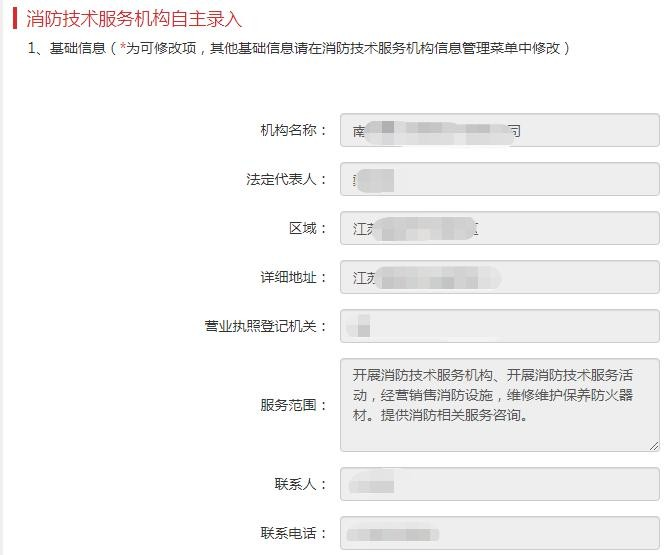 消防技术服务机构自主录入
1、基础信息（*为可修改项，其他基础信息请在消防技术服务机构信息管理菜单中修改）
机构名称： 南 司
法定代表人：
区域： 江苏 区
详细地址： 江苏
营业执照登记机关：
服务范围：
开展消防技术服务机构、开展消防技术服务活
动，经营销售消防设施，维修维护保养防火器
材。提供消防相关服务咨询。
联系人：
联系电话：